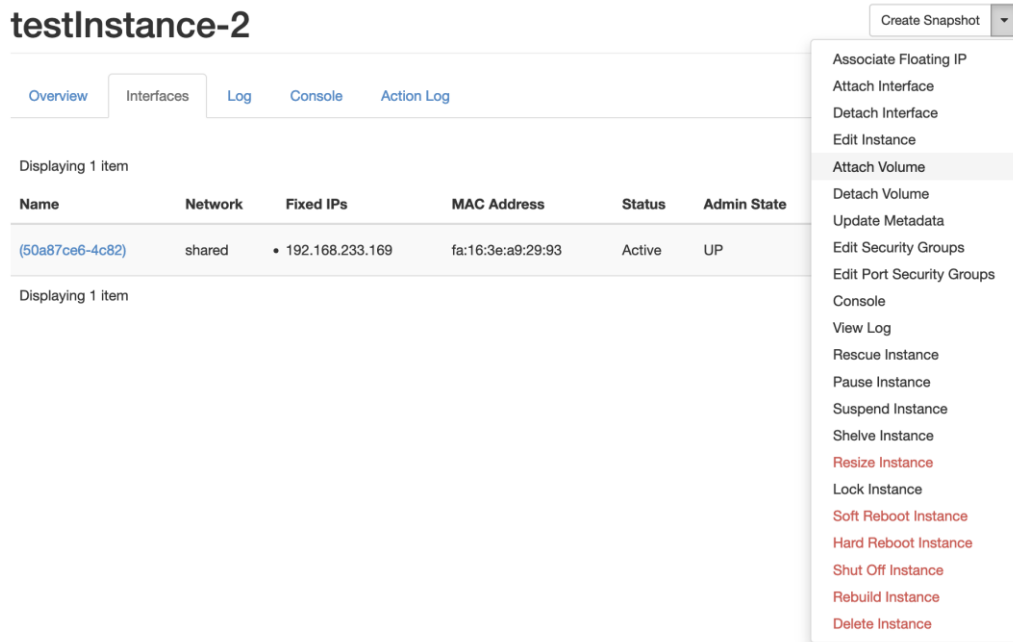 testInstance-2
Create Snapshot
Overview Interfaces Log Console Action Log
Displaying 1 item
Name Network Fixed IPs MAC Address Status Admin State
(50a87ce6-4c82) shared • 192.168.233.169 fa:16:3e:a9:29:93 Active UP
Displaying 1 item
Associate Floating IP
Attach Interface
Detach Interface
Edit Instance
Attach Volume
Detach Volume
Update Metadata
Edit Security Groups
Edit Port Security Groups
Console
View Log
Rescue Instance
Pause Instance
Suspend Instance
Shelve Instance
Resize Instance
Lock Instance
Soft Reboot Instance
Hard Reboot Instance
Shut Off Instance
Rebuild Instance
Delete Instance